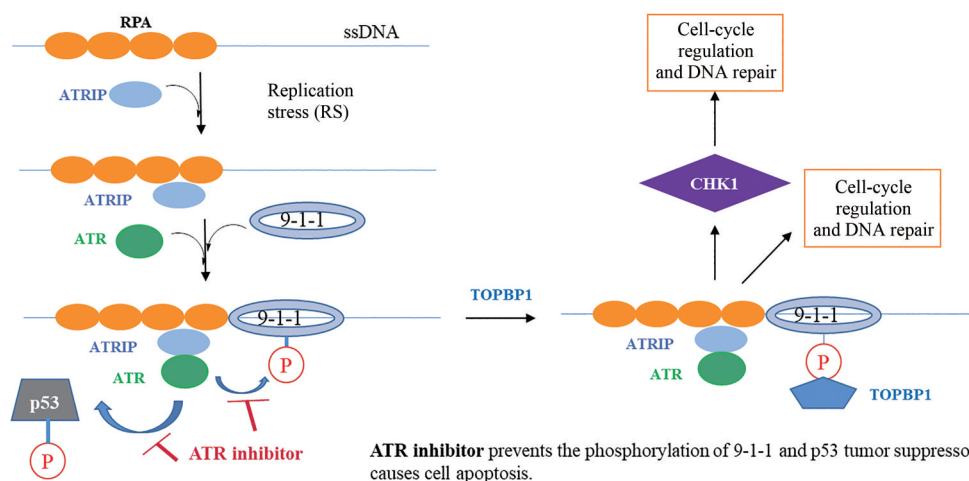 RPA
ssDNA
ATRIP
Replication
stress (RS)
ATRIP
ATR
9-1-1
9-1-1
ATRIP
ATR
P
p53
P
ATR inhibitor
TOPBP1
Cell-cycle
regulation
and DNA repair
CHK1
Cell-cycle
regulation
and DNA repair
9-1-1
ATRIP
ATR
P
TOPBP1
ATR inhibitor prevents the phosphorylation of 9-1-1 and p53 tumor suppresso
causes cell apoptosis.